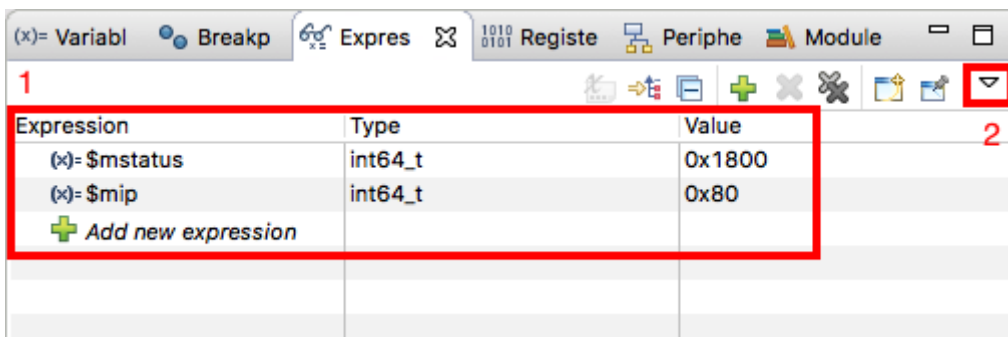 (x)= Variabl Breakp Expres Registe Periphe Module
1
Expression Type Value
2
(x)= $mstatus int64_t 0x1800
(x)= $mip int64_t 0x80
Add new expression